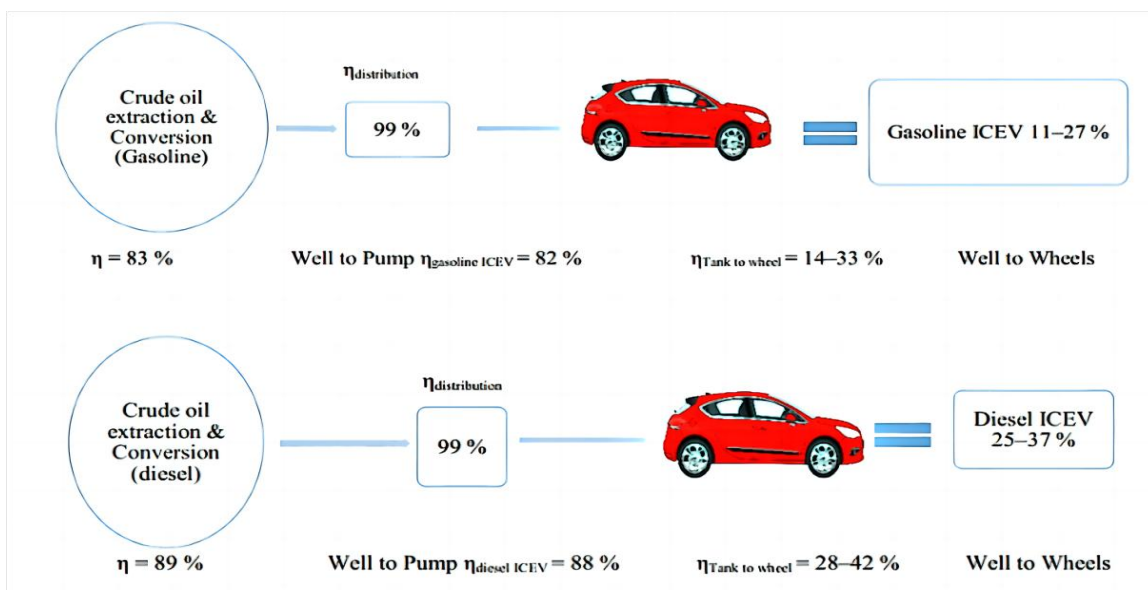 Crude oil
extraction &
Conversion
(Gasoline)
ηdistribution
99 %
Gasoline ICEV 11–27 %
η = 83 %
Well to Pump ηgasoline ICEV = 82 %
ηTank to wheel = 14–33 %
Well to Wheels
Crude oil
extraction &
Conversion
(diesel)
ηdistribution
99 %
Diesel ICEV
25–37 %
η = 89 %
Well to Pump ηdiesel ICEV = 88 %
ηTank to wheel = 28–42 %
Well to Wheels